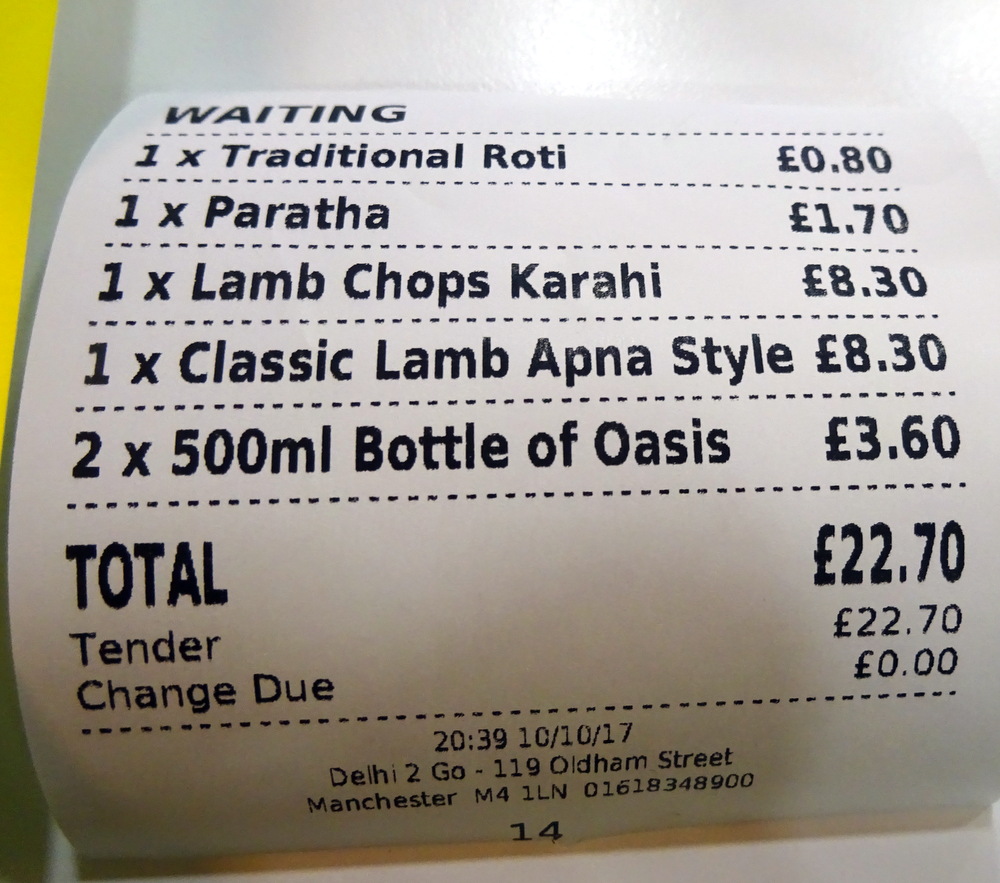 WAITING
1 x Traditional Roti £0.80
1 x Paratha £1.70
1 x Lamb Chops Karahi £8.30
1 x Classic Lamb Apna Style £8.30
2 x 500ml Bottle of Oasis £3.60
TOTAL £22.70
Tender £22.70
Change Due £0.00
20:39 10/10/17
Delhi 2 Go - 119 Oldham Street
Manchester M4 1LN 01618348900
14